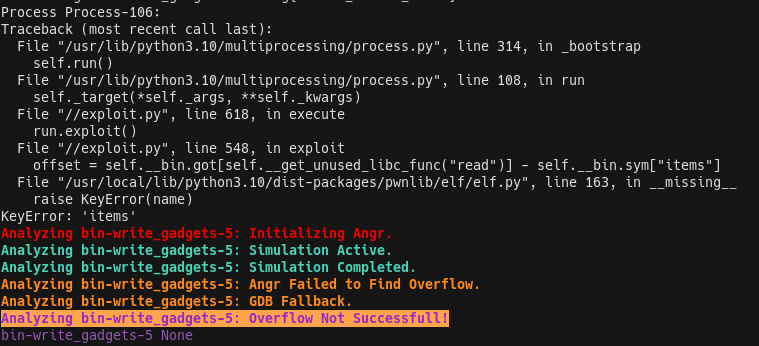 Process Process-106:
Traceback (most recent call last):
  File "/usr/lib/python3.10/multiprocessing/process.py", line 314, in _bootstrap
    self.run()
  File "/usr/lib/python3.10/multiprocessing/process.py", line 108, in run
    self._target(*self._args, **self._kwargs)
  File "//exploit.py", line 618, in execute
    run.exploit()
  File "//exploit.py", line 548, in exploit
    offset = self.__bin.got[self.__get_unused_libc_func("read")] - self.__bin.sym["items"]
  File "/usr/local/lib/python3.10/dist-packages/pwnlib/elf/elf.py", line 163, in __missing__
    raise KeyError(name)
KeyError: 'items'
Analyzing bin-write_gadgets-5: Initializing Angr.
Analyzing bin-write_gadgets-5: Simulation Active.
Analyzing bin-write_gadgets-5: Simulation Completed.
Analyzing bin-write_gadgets-5: Angr Failed to Find Overflow.
Analyzing bin-write_gadgets-5: GDB Fallback.
Analyzing bin-write_gadgets-5: Overflow Not Successfull!
bin-write_gadgets-5 None